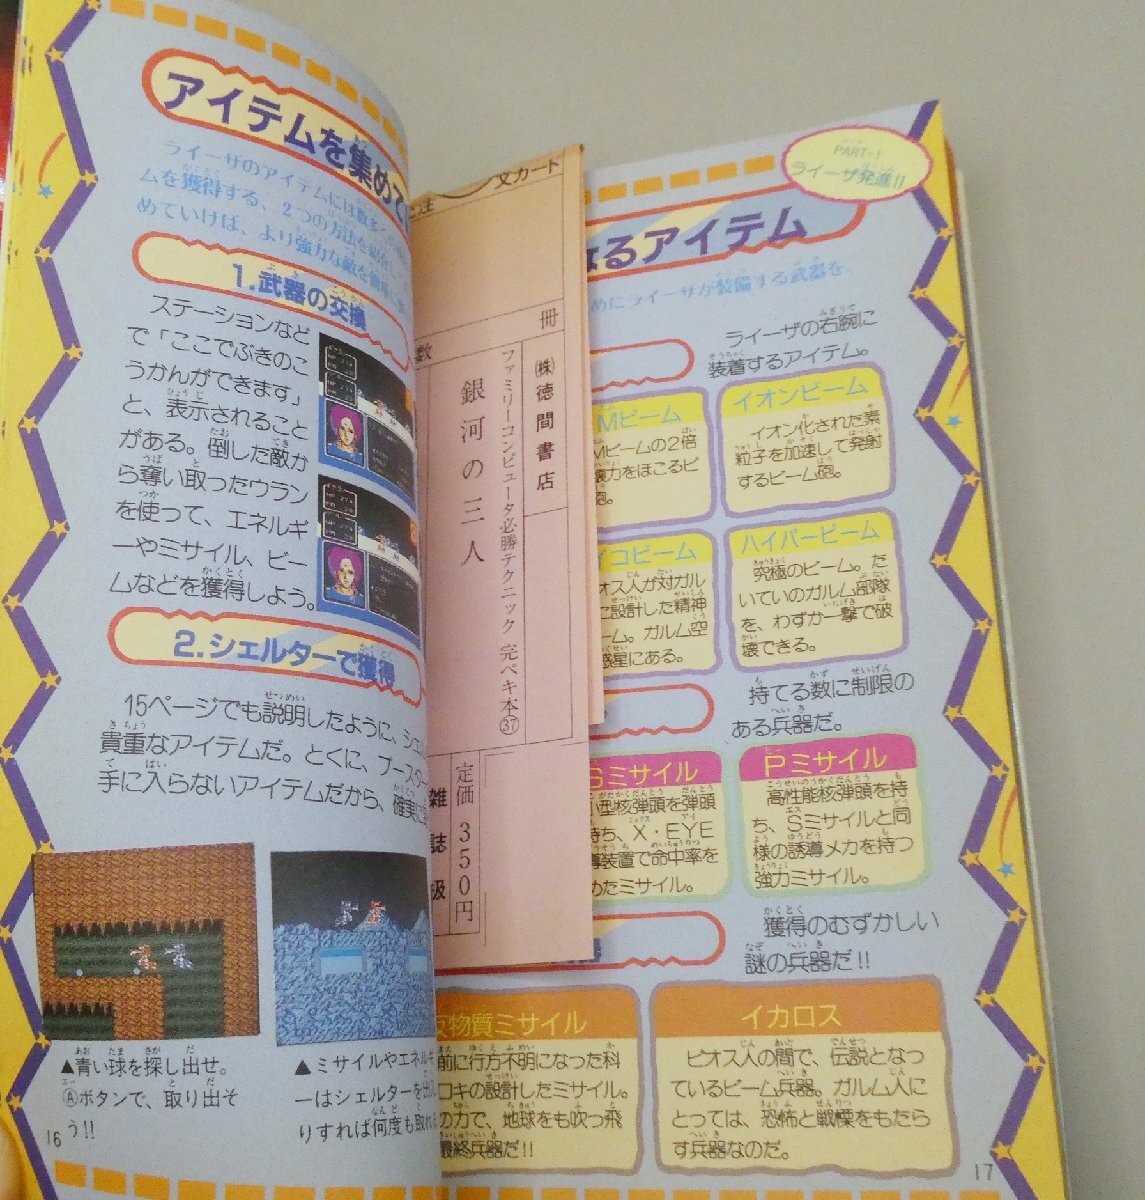 アイテムを集めて
ライーザのアイテムには数多く
ムを獲得する、2つの方法を紹介し
めていけば、より強力な敵を簡単に
1.武器の交換
ステーションなど
で「ここでぶきのこ
うかんができます」
と、表示されること
がある。倒した敵か
ら奪い取ったウラン
を使って、エネルギ
ーやミサイル、ビー
ムなどを獲得しよう。
2.シェルターで獲得
15ページでも説明したように、シェル
貴重なアイテムだ。とくに、ブースター
手に入らないアイテムだから、確実に
▲青い球を探し出せ。
Ⓐボタンで、取り出そ
う!!
▲ミサイルやエネルギ
ーはシェルターを出
りすれば何度も取れ
16
文カード
注
冊
数
(株)徳間書店
ファミリーコンピュータ必勝テクニック 完ペキ本㊲
銀河の三人
定価 350円
雑誌扱
PART-1
ライーザ発進!!
なるアイテム
めにライーザが装備する武器を
ライーザの右腕に
装着するアイテム。
Mビーム
Mビームの2倍
壊力をほこるビ
砲。
イオンビーム
イオン化された素
粒子を加速して発射
するビーム砲。
イコビーム
オス人が対ガル
に設計した精神
ーム。ガルム空
惑星にある。
ハイパービーム
究極のビーム。た
いていのガルム部隊
を、わずか一撃で破
壊できる。
持てる数に制限の
ある兵器だ。
Sミサイル
小型核弾頭を弾頭
持ち、X・EYE
導装置で命中率を
めたミサイル。
Pミサイル
高性能核弾頭を持
ち、Sミサイルと同
様の誘導メカを持つ
強力ミサイル。
獲得のむずかしい
謎の兵器だ!!
反物質ミサイル
前に行方不明になった科
コキの設計したミサイル。
の力で、地球をも吹っ飛
最終兵器だ!!
イカロス
ビオス人の間で、伝説となっ
ているビーム兵器。ガルム人に
とっては、恐怖と戦慄をもたら
す兵器なのだ。
17